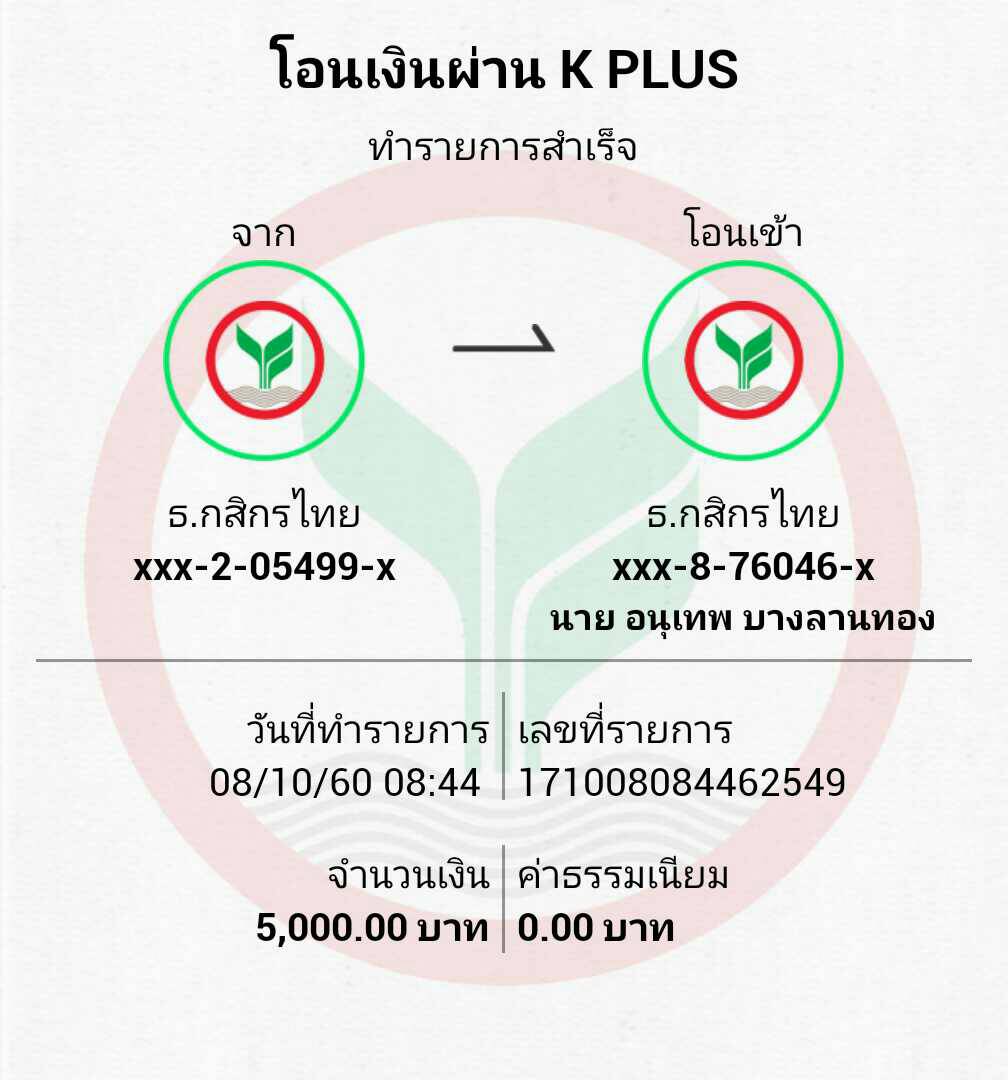 โอนเงินผ่าน K PLUS
ทำรายการสำเร็จ
จาก
โอนเข้า
ธ.กสิกรไทย
xxx-2-05499-x
ธ.กสิกรไทย
xxx-8-76046-x
นาย อนุเทพ บางลานทอง
วันที่ทำรายการ
08/10/60 08:44
เลขที่รายการ
171008084462549
จำนวนเงิน
5,000.00 บาท
ค่าธรรมเนียม
0.00 บาท